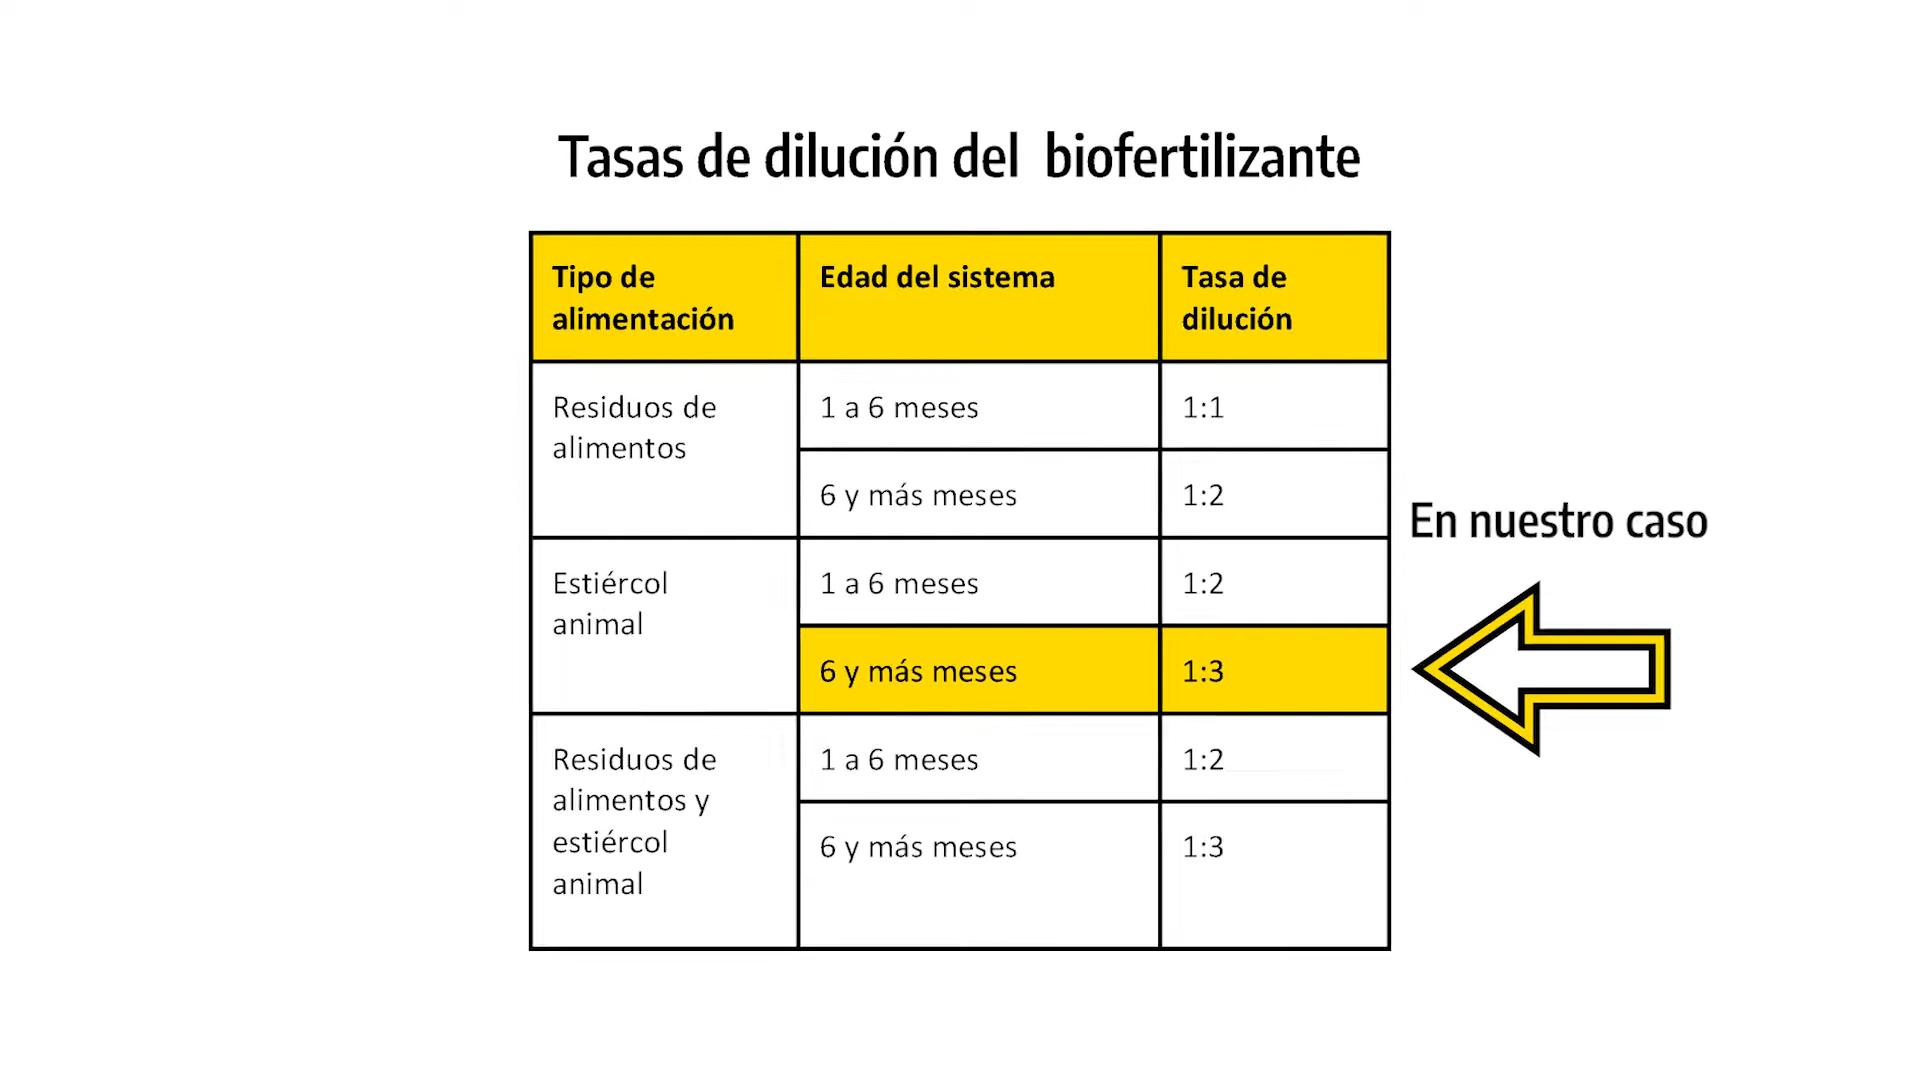 Tasas de dilución del biofertilizante
Tipo de alimentación
Edad del sistema
Tasa de dilución
Residuos de alimentos
1 a 6 meses
1:1
6 y más meses
1:2
Estiércol animal
1 a 6 meses
1:2
6 y más meses
1:3
En nuestro caso
Residuos de alimentos y estiércol animal
1 a 6 meses
1:2
6 y más meses
1:3